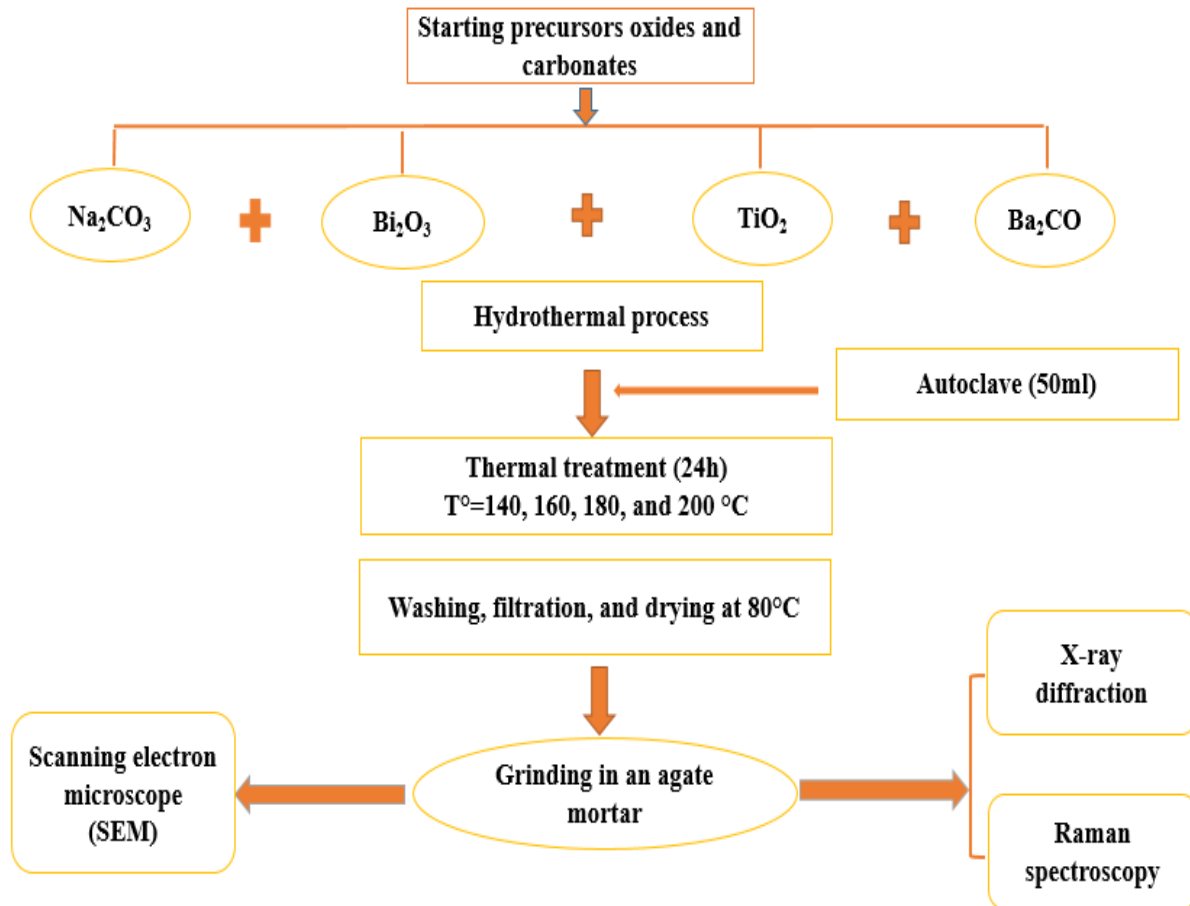 Starting precursors oxides and
carbonates
Na₂CO₃
Bi₂O₃
TiO₂
Ba₂CO
Hydrothermal process
Autoclave (50ml)
Thermal treatment (24h)
T°=140, 160, 180, and 200 °C
Washing, filtration, and drying at 80°C
X-ray
diffraction
Scanning electron
microscope
(SEM)
Grinding in an agate
mortar
Raman
spectroscopy